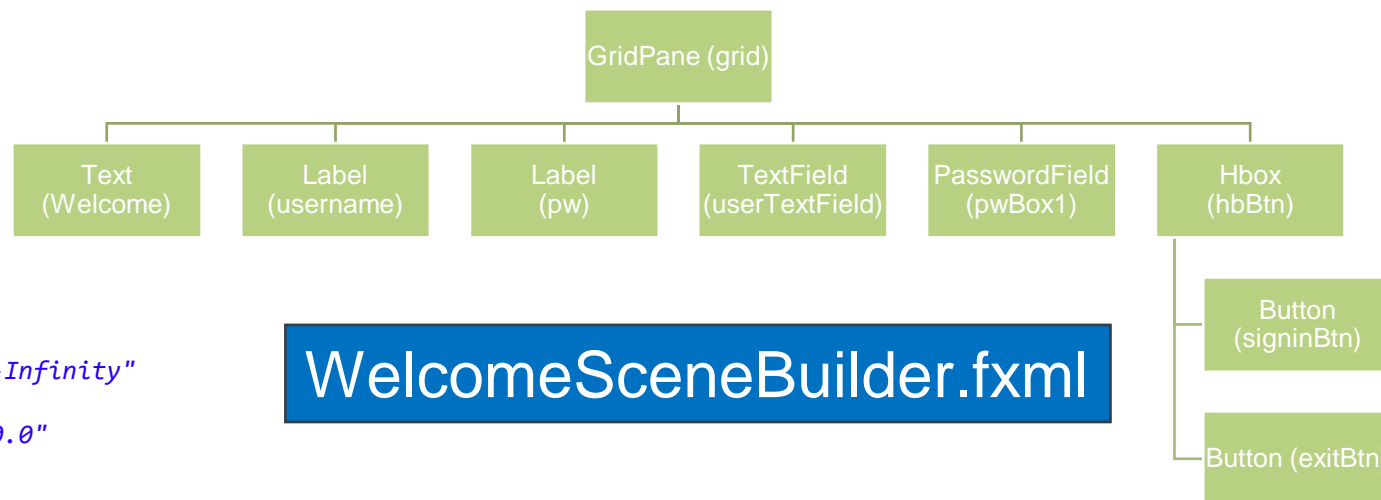 GridPane (grid)
Text
(Welcome)
Label
(username)
Label
(pw)
TextField
(userTextField)
PasswordField
(pwBox1)
Hbox
(hbBtn)
Button
(signinBtn)
Button (exitBtn
Infinity"
.0"
WelcomeSceneBuilder.fxml